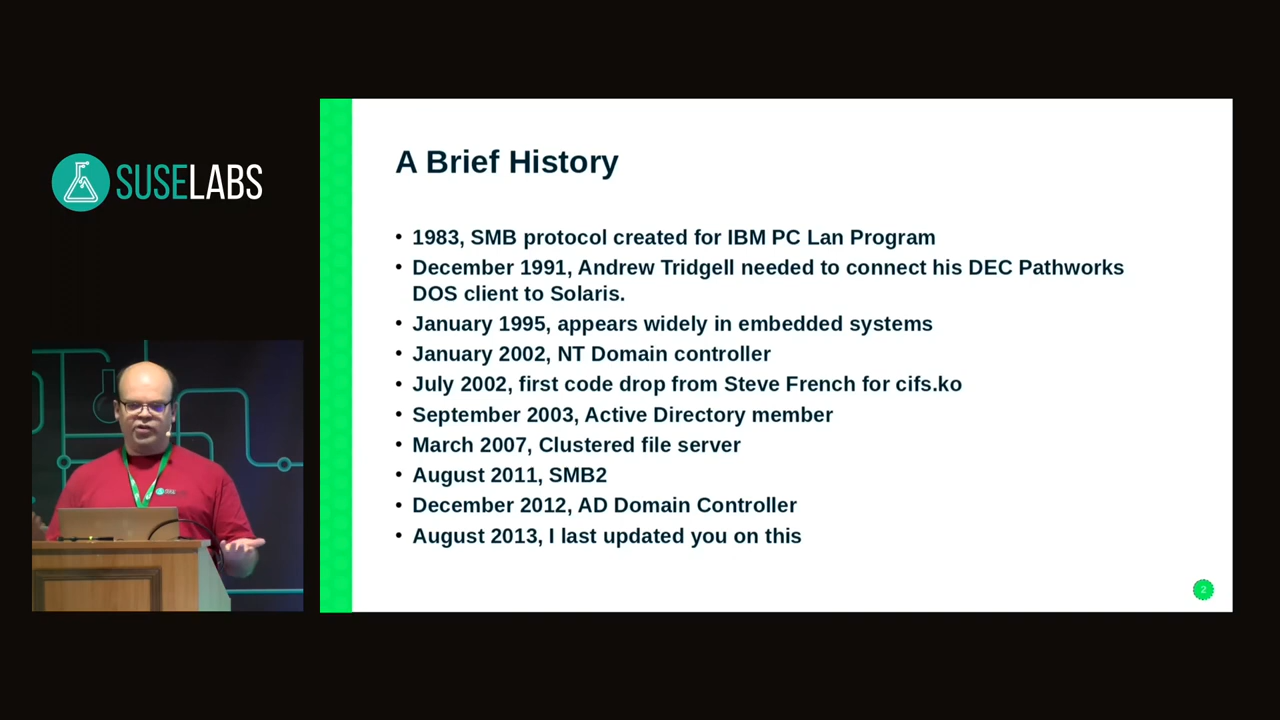 SUSELABS
A Brief History
• 1983, SMB protocol created for IBM PC Lan Program
• December 1991, Andrew Tridgell needed to connect his DEC Pathworks
DOS client to Solaris.
• January 1995, appears widely in embedded systems
• January 2002, NT Domain controller
• July 2002, first code drop from Steve French for cifs.ko
• September 2003, Active Directory member
• March 2007, Clustered file server
• August 2011, SMB2
• December 2012, AD Domain Controller
• August 2013, I last updated you on this
2